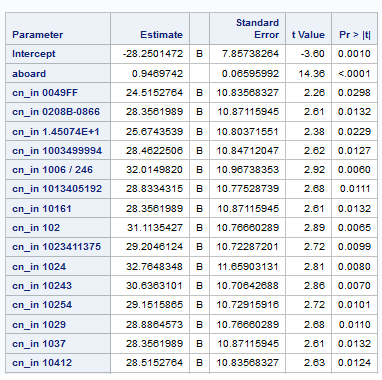 Parameter Estimate Standard Error t Value Pr > |t|
Intercept -28.2501472 B 7.85738264 -3.60 0.0010
aboard 0.9469742 0.06595992 14.36 <.0001
cn_in 0049FF 24.5152764 B 10.83568327 2.26 0.0298
cn_in 0208B-0866 28.3561989 B 10.87115945 2.61 0.0132
cn_in 1.45074E+1 25.6743539 B 10.80371551 2.38 0.0229
cn_in 1003499994 28.4622506 B 10.84712047 2.62 0.0127
cn_in 1006 / 246 32.0149820 B 10.96738353 2.92 0.0060
cn_in 1013405192 28.8334315 B 10.77528739 2.68 0.0111
cn_in 10161 28.3561989 B 10.87115945 2.61 0.0132
cn_in 102 31.1135427 B 10.76660289 2.89 0.0065
cn_in 1023411375 29.2046124 B 10.72287201 2.72 0.0099
cn_in 1024 32.7648348 B 11.65903131 2.81 0.0080
cn_in 10243 30.6363101 B 10.70642688 2.86 0.0070
cn_in 10254 29.1515865 B 10.72915916 2.72 0.0101
cn_in 1029 28.8864573 B 10.76660289 2.68 0.0110
cn_in 1037 28.3561989 B 10.87115945 2.61 0.0132
cn_in 10412 28.5152764 B 10.83568327 2.63 0.0124